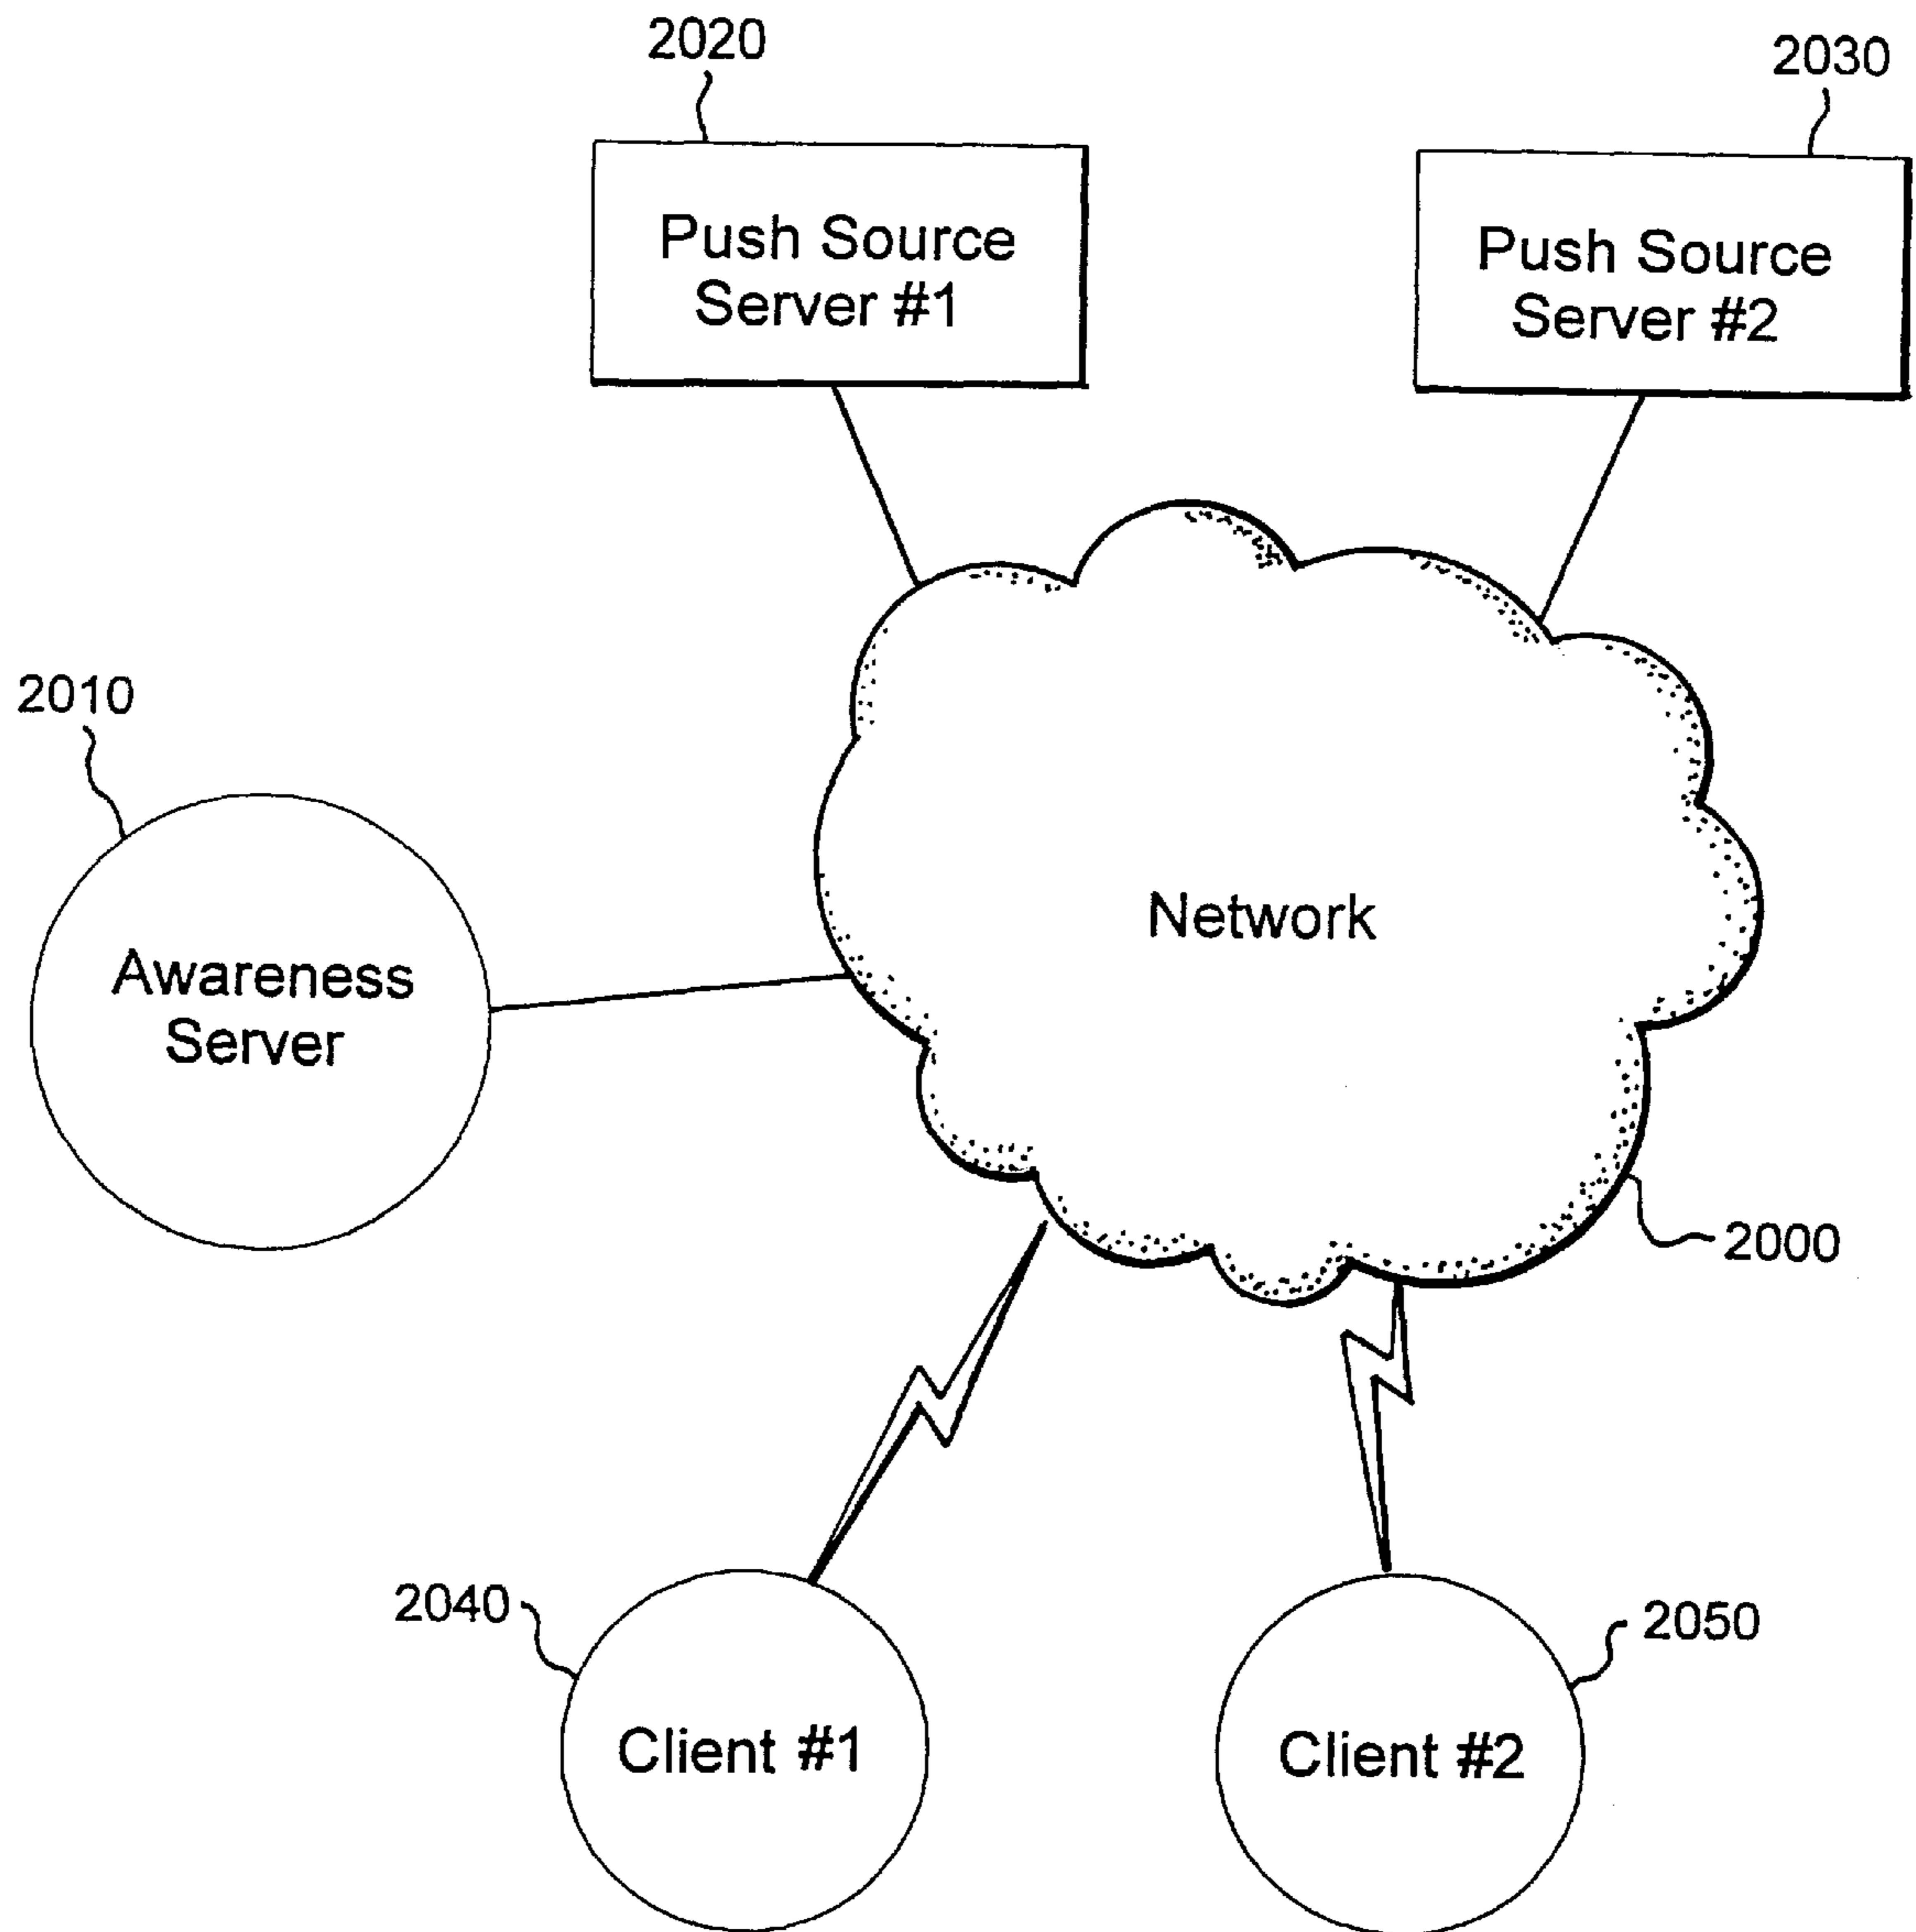 2020
2030
Push Source
Server #1
Push Source
Server #2
2010
Awareness
Server
Network
2000
2040
2050
Client #1
Client #2